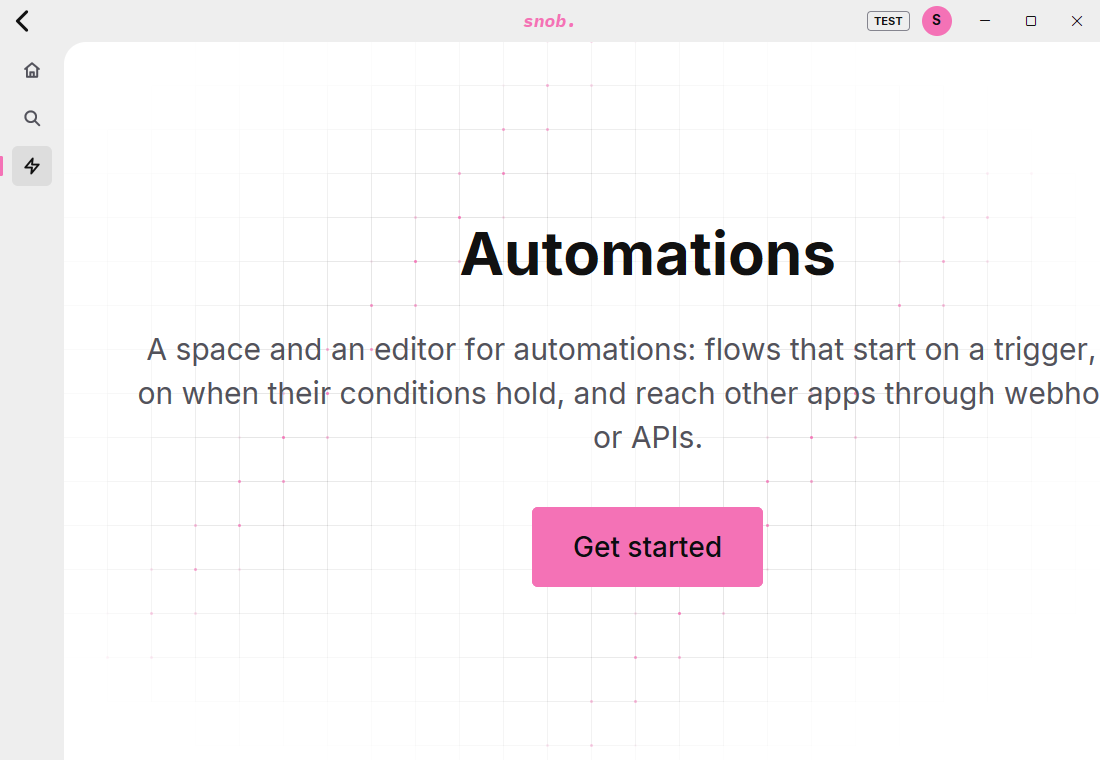 snob.
TEST
S
Automations
A space and an editor for automations: flows that start on a trigger,
on when their conditions hold, and reach other apps through
or APIs.
Get started